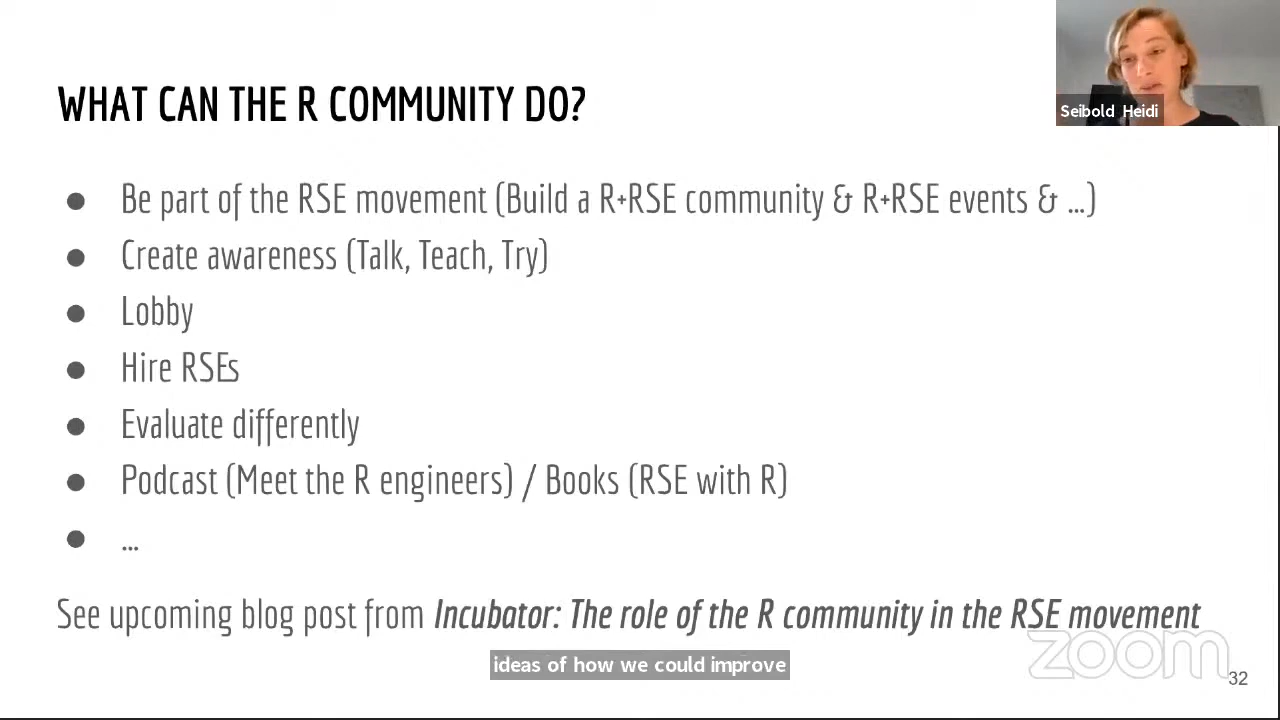 WHAT CAN THE R COMMUNITY DO?
Seibold Heidi
● Be part of the RSE movement (Build a R+RSE community & R+RSE events & ...)
● Create awareness (Talk, Teach, Try)
● Lobby
● Hire RSEs
● Evaluate differently
● Podcast (Meet the R engineers) / Books (RSE with R)
● ...
See upcoming blog post from Incubator: The role of the R community in the RSE movement
zoom
ideas of how we could improve
32